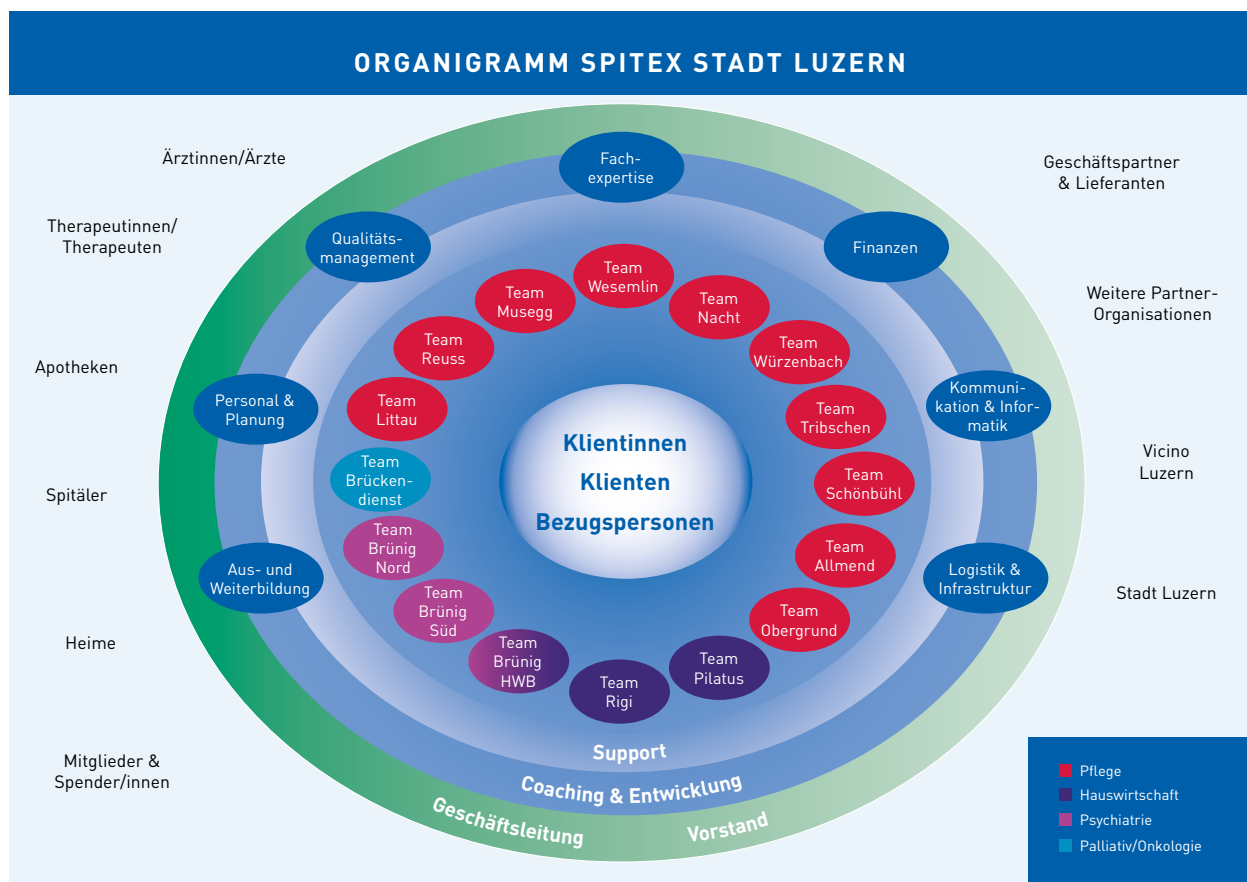 ORGANIGRAMM SPITEX STADT LUZERN
Ärztinnen/Ärzte
Therapeutinnen/
Therapeuten
Apotheken
Spitäler
Heime
Mitglieder &
Spender/innen
Geschäftspartner
& Lieferanten
Weitere Partner-
Organisationen
Vicino
Luzern
Stadt Luzern
Fach-
expertise
Finanzen
Kommuni-
kation & Infor-
matik
Logistik &
Infrastruktur
Aus- und
Weiterbildung
Personal &
Planung
Qualitäts-
management
Team
Wesemlin
Team
Nacht
Team
Würzenbach
Team
Tribschen
Team
Schönbühl
Team
Allmend
Team
Obergrund
Team
Pilatus
Team
Rigi
Team
Brünig
HWB
Team
Brünig
Süd
Team
Brünig
Nord
Team
Brücken-
dienst
Team
Littau
Team
Reuss
Team
Musegg
Klientinnen
Klienten
Bezugspersonen
Support
Coaching & Entwicklung
Geschäftsleitung
Vorstand
Pflege
Hauswirtschaft
Psychiatrie
Palliativ/Onkologie